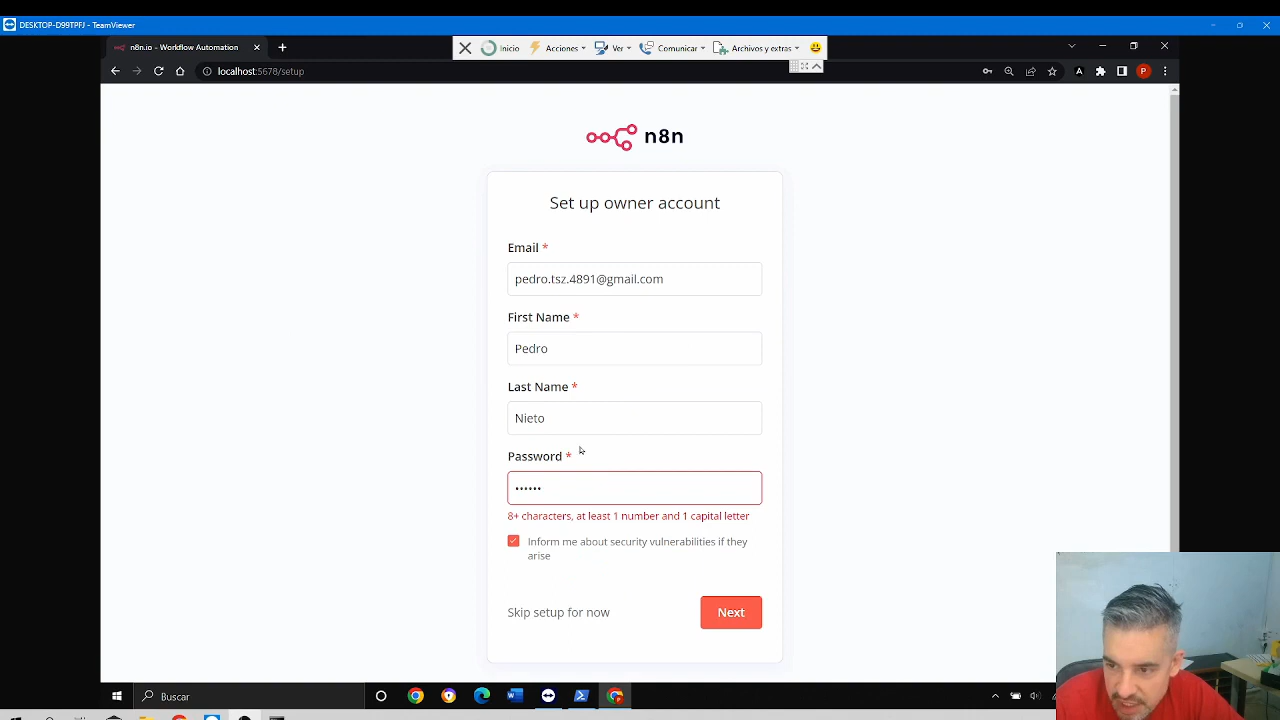 DESKTOP-D99TPFJ - TeamViewer
n8n.io - Workflow Automation
Inicio
Acciones
Ver
Comunicar
Archivos y extras
localhost:5678/setup
A
P
n8n
Set up owner account
Email *
pedro.tsz.4891@gmail.com
First Name *
Pedro
Last Name *
Nieto
Password *
••••••
8+ characters, at least 1 number and 1 capital letter
Inform me about security vulnerabilities if they
arise
Skip setup for now
Next
Buscar